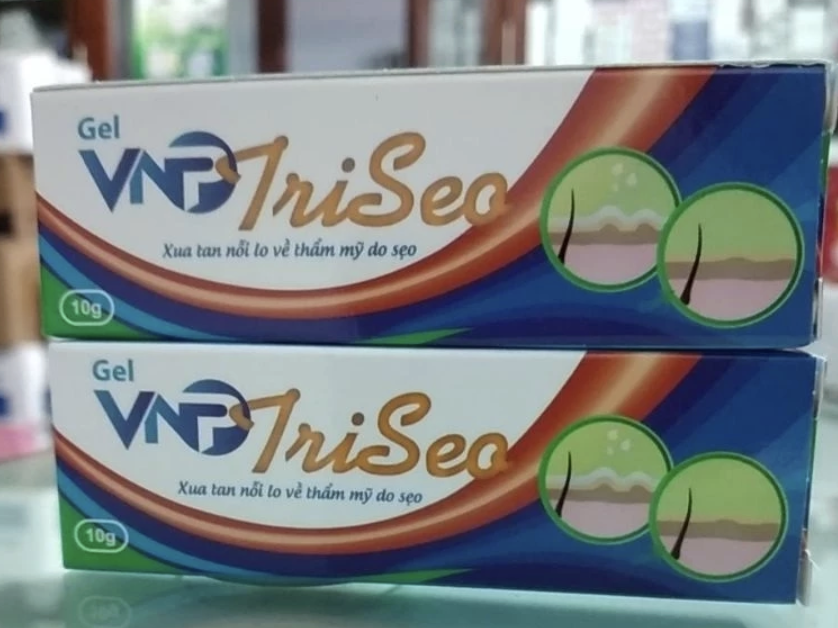 Gel
VNP TriSeo
Xua tan nỗi lo về thẩm mỹ do sẹo
10g
Gel
VNP TriSeo
Xua tan nỗi lo về thẩm mỹ do sẹo
10g